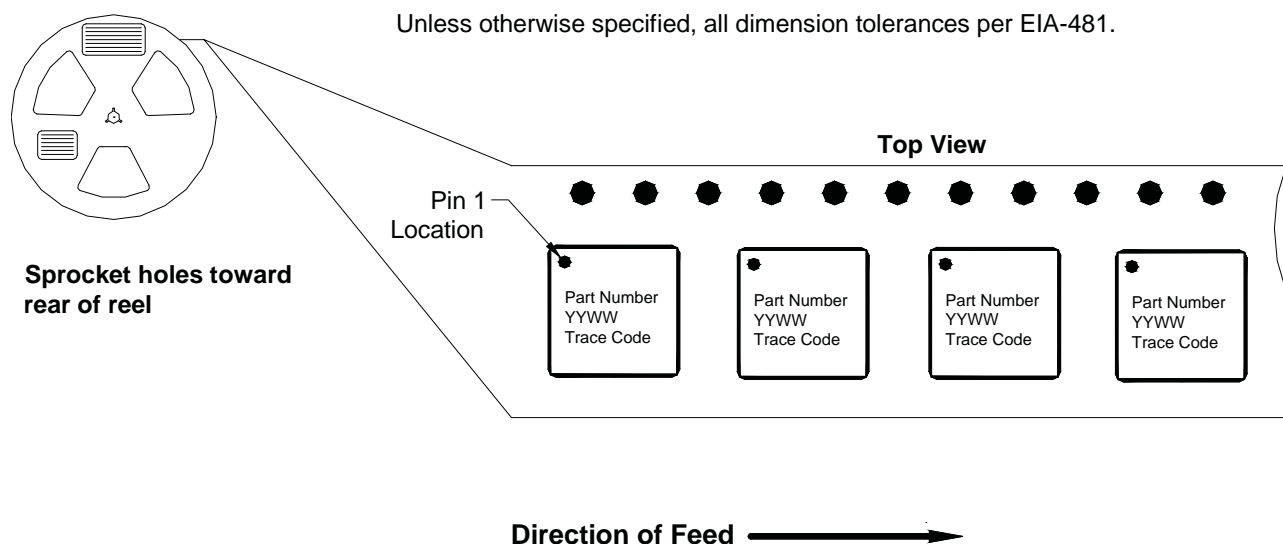 Unless otherwise specified, all dimension tolerances per EIA-481.
Top View
Pin 1
Location
Sprocket holes toward
rear of reel
Part Number
YYWW
Trace Code
Part Number
YYWW
Trace Code
Part Number
YYWW
Trace Code
Part Number
YYWW
Trace Code
Direction of Feed